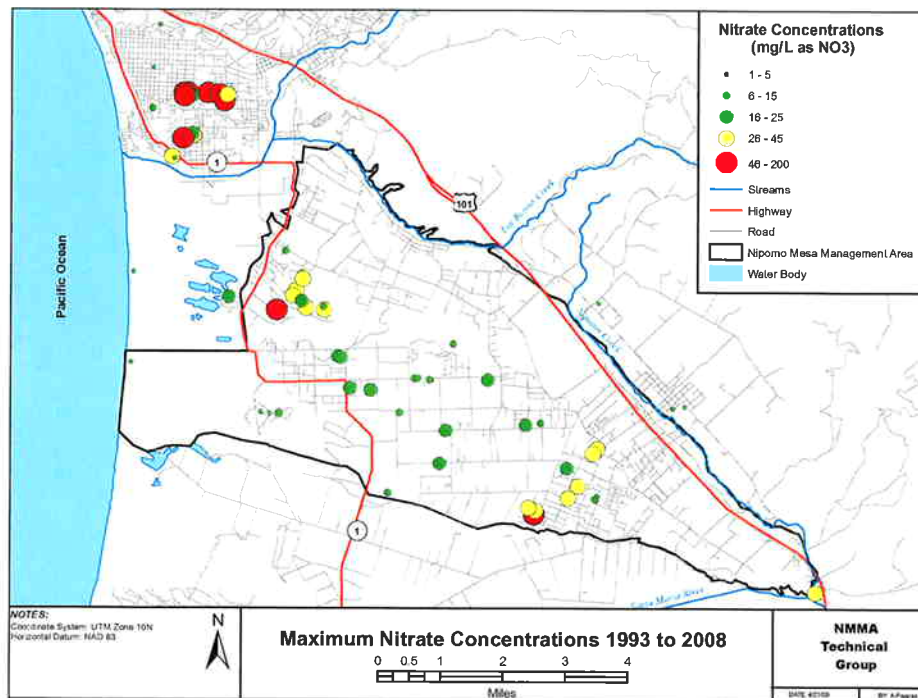 Nitrate Concentrations
(mg/L as NO3)
1 - 5
6 - 15
16 - 25
26 - 45
46 - 200
Streams
Highway
Road
Nipomo Mesa Management Area
Water Body
1
101
Pacific Ocean
1
NOTES:
Coordinate System: UTM Zone 10N
Horizontal Datum: NAD 83
N
Maximum Nitrate Concentrations 1993 to 2008
0 0.5 1 2 3 4
Miles
NMMA
Technical
Group
DATE
BY